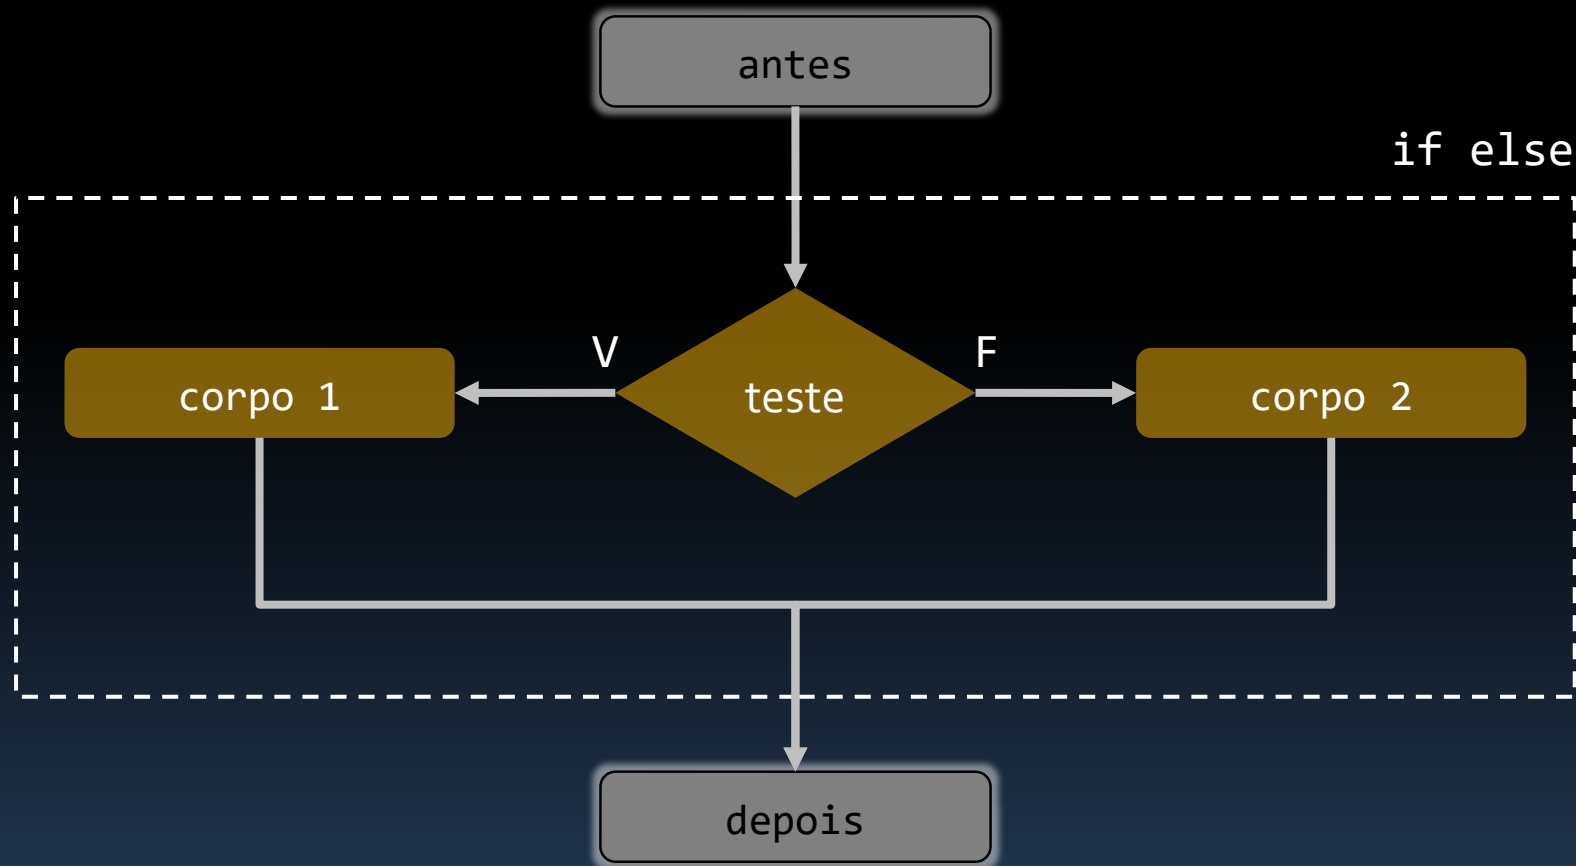 antes
if else
V
F
corpo 1
teste
corpo 2
depois